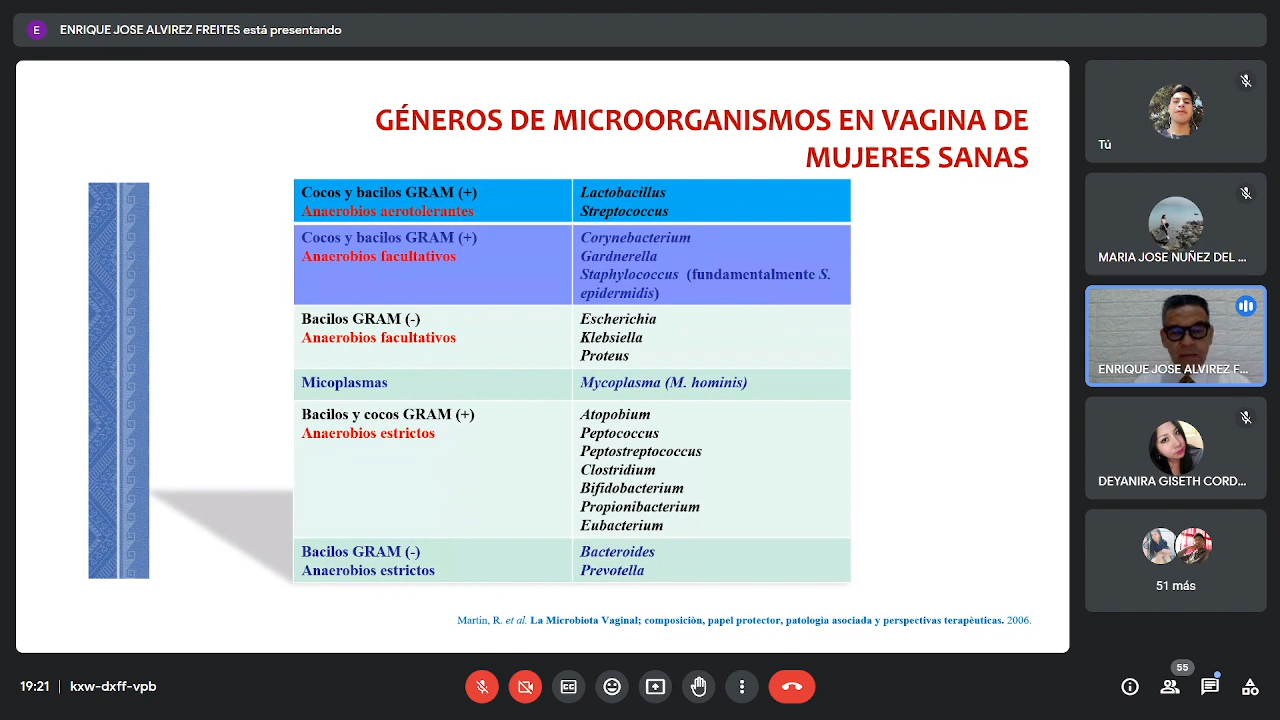 E
ENRIQUE JOSE ALVIREZ FREITES está presentando
GÉNEROS DE MICROORGANISMOS EN VAGINA DE
MUJERES SANAS
Cocos y bacilos GRAM (+)
Anaerobios aerotolerantes
Lactobacillus
Streptococcus
Cocos y bacilos GRAM (+)
Anaerobios facultativos
Corynebacterium
Gardnerella
Staphylococcus (fundamentalmente S.
epidermidis)
Bacilos GRAM (-)
Anaerobios facultativos
Escherichia
Klebsiella
Proteus
Micoplasmas
Mycoplasma (M. hominis)
Bacilos y cocos GRAM (+)
Anaerobios estrictos
Atopobium
Peptococcus
Peptostreptococcus
Clostridium
Bifidobacterium
Propionibacterium
Eubacterium
Bacilos GRAM (-)
Anaerobios estrictos
Bacteroides
Prevotella
Martín, R. et al. La Microbiota Vaginal; composiciòn, papel protector, patologìa asociada y perspectivas terapèuticas. 2006.
Tú
MARIA JOSE NUÑEZ DEL ...
ENRIQUE JOSE ALVIREZ F...
DEYANIRA GISETH CORD...
51 más
19:21 | kxw-dxff-vpb
55